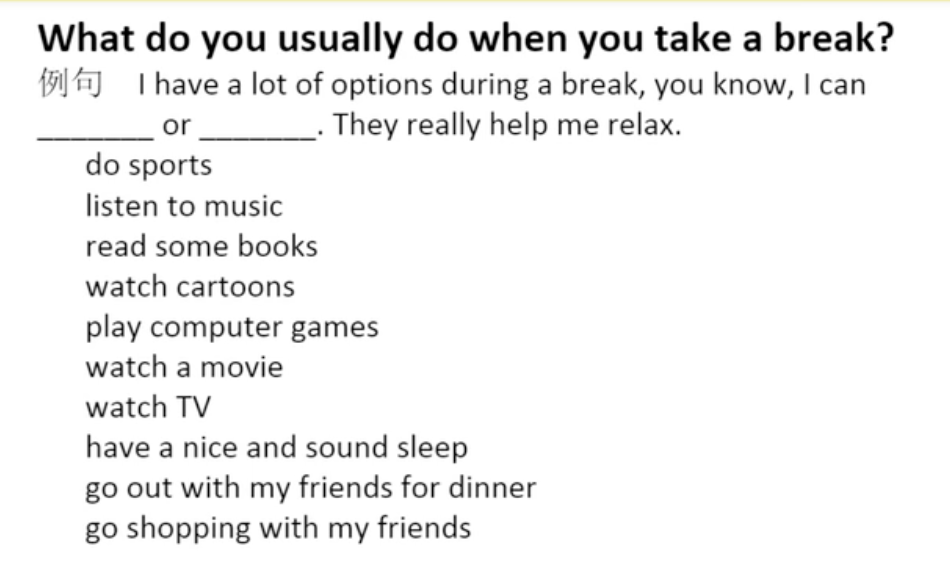 What do you usually do when you take a break?
例句 I have a lot of options during a break, you know, I can
_______ or _______. They really help me relax.
do sports
listen to music
read some books
watch cartoons
play computer games
watch a movie
watch TV
have a nice and sound sleep
go out with my friends for dinner
go shopping with my friends